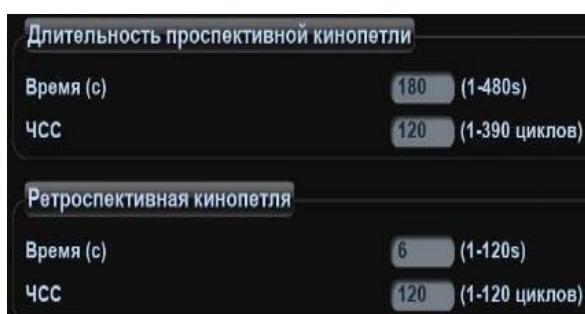 Длительность проспективной кинопетли
Время (с) 180 (1-480s)
ЧСС 120 (1-390 циклов)
Ретроспективная кинопетля
Время (с) 6 (1-120s)
ЧСС 120 (1-120 циклов)